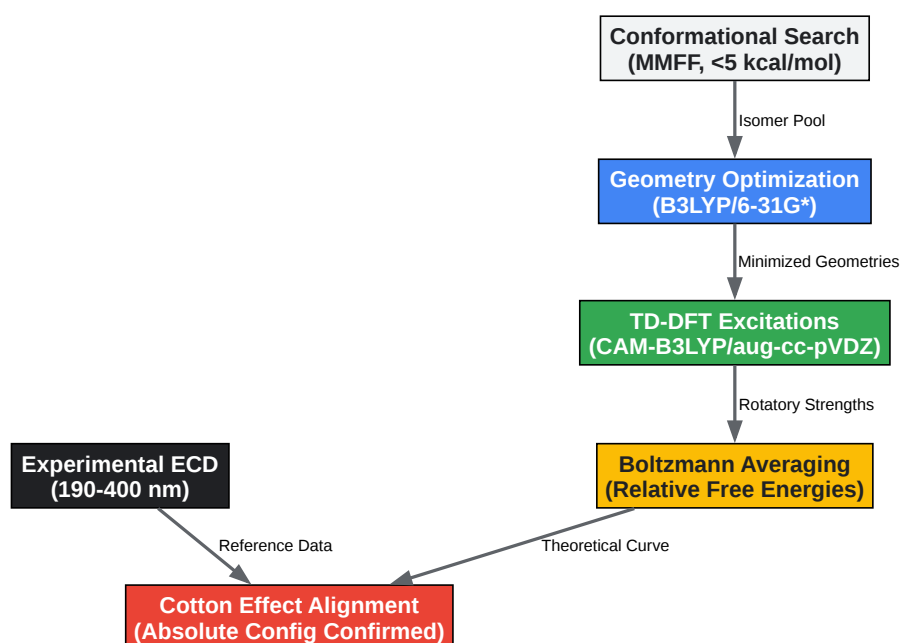 Conformational Search
(MMFF, <5 kcal/mol)
Isomer Pool
Geometry Optimization
(B3LYP/6-31G*)
Minimized Geometries
TD-DFT Excitations
(CAM-B3LYP/aug-cc-pVDZ)
Rotatory Strengths
Experimental ECD
(190-400 nm)
Boltzmann Averaging
(Relative Free Energies)
Reference Data
Theoretical Curve
Cotton Effect Alignment
(Absolute Config Confirmed)